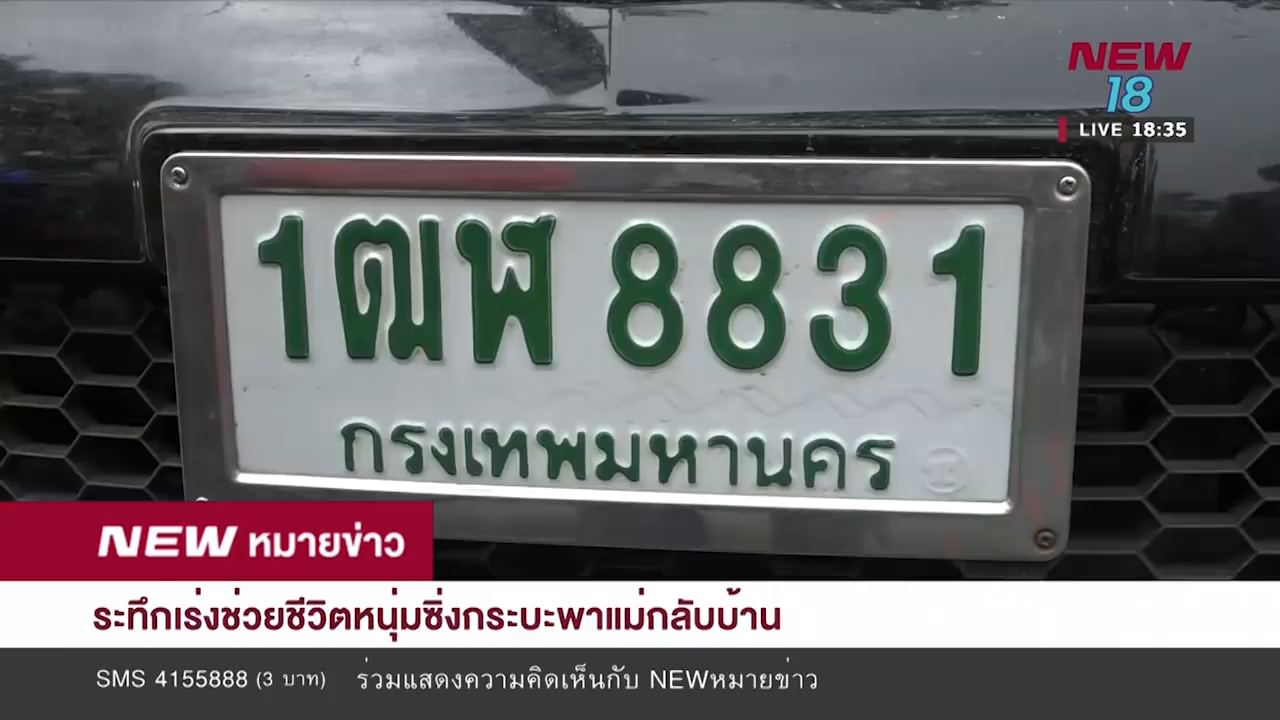 NEW
18
LIVE 18:35
1ฒฬ 8831
กรุงเทพมหานคร
NEW หมายข่าว
ระทึกเร่งช่วยชีวิตหนุ่มซิ่งกระบะพาแม่กลับบ้าน
SMS 4155888 (3 บาท) ร่วมแสดงความคิดเห็นกับ NEWหมายข่าว